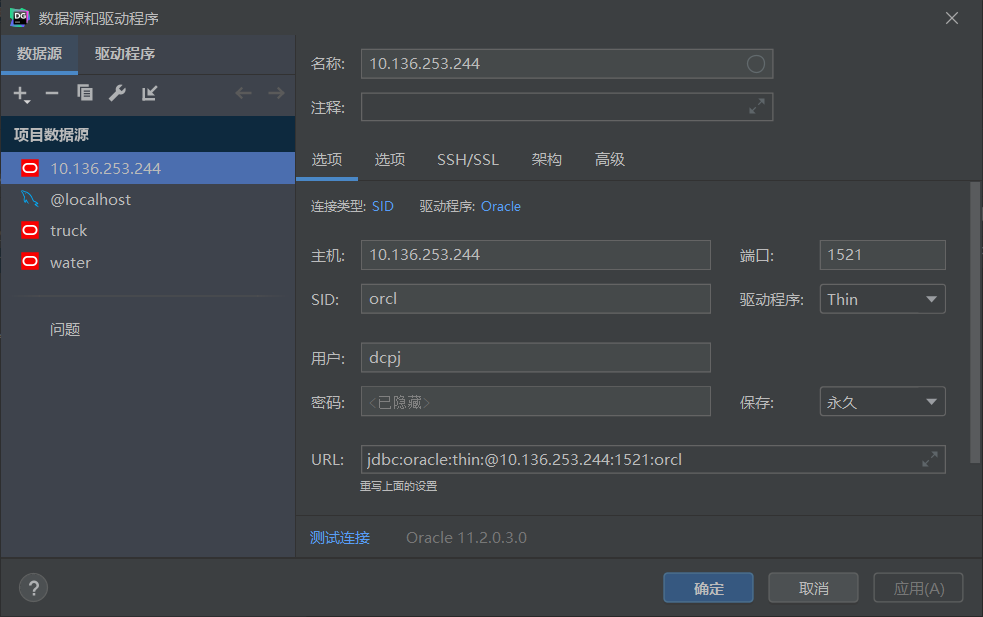 DG 数据源和驱动程序
数据源 驱动程序
项目数据源
10.136.253.244
@localhost
truck
water
问题
名称: 10.136.253.244
注释:
选项 选项 SSH/SSL 架构 高级
连接类型: SID 驱动程序: Oracle
主机: 10.136.253.244 端口: 1521
SID: orcl 驱动程序: Thin
用户: dcpj
密码: <已隐藏> 保存: 永久
URL: jdbc:oracle:thin:@10.136.253.244:1521:orcl
重写上面的设置
测试连接 Oracle 11.2.0.3.0
? 确定 取消 应用(A)